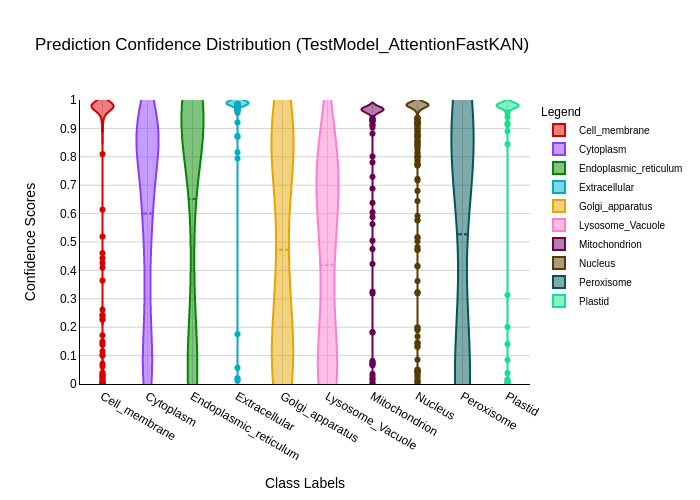 Prediction Confidence Distribution (TestModel_AttentionFastKAN)
Legend
Cell_membrane
Cytoplasm
Endoplasmic_reticulum
Extracellular
Golgi_apparatus
Lysosome_Vacuole
Mitochondrion
Nucleus
Peroxisome
Plastid
Confidence Scores
1
0.9
0.8
0.7
0.6
0.5
0.4
0.3
0.2
0.1
0
Cell_membrane
Cytoplasm
Endoplasmic_reticulum
Extracellular
Golgi_apparatus
Lysosome_Vacuole
Mitochondrion
Nucleus
Peroxisome
Plastid
Class Labels